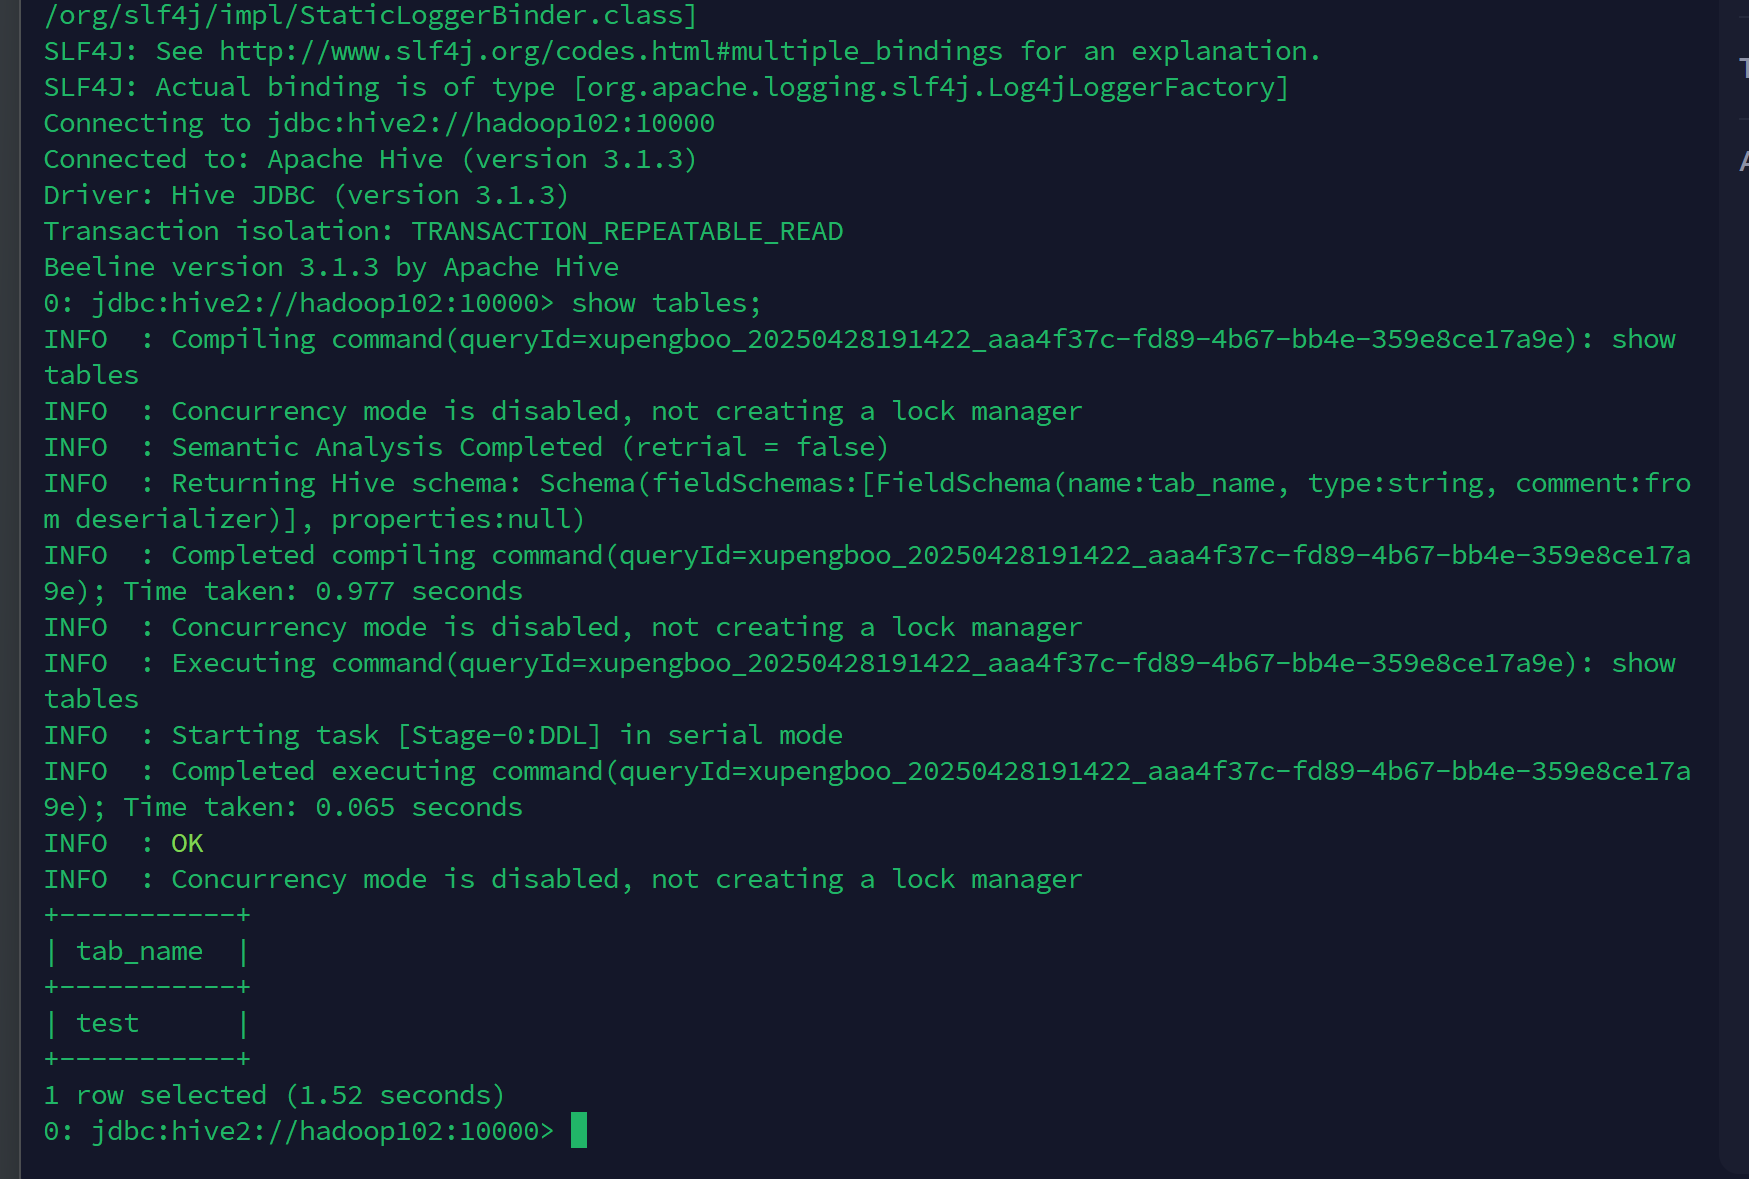 /org/slf4j/impl/StaticLoggerBinder.class]
SLF4J: See http://www.slf4j.org/codes.html#multiple_bindings for an explanation.
SLF4J: Actual binding is of type [org.apache.logging.slf4j.Log4jLoggerFactory]
Connecting to jdbc:hive2://hadoop102:10000
Connected to: Apache Hive (version 3.1.3)
Driver: Hive JDBC (version 3.1.3)
Transaction isolation: TRANSACTION_REPEATABLE_READ
Beeline version 3.1.3 by Apache Hive
0: jdbc:hive2://hadoop102:10000> show tables;
INFO  : Compiling command(queryId=xupengboo_20250428191422_aaa4f37c-fd89-4b67-bb4e-359e8ce17a9e): show
tables
INFO  : Concurrency mode is disabled, not creating a lock manager
INFO  : Semantic Analysis Completed (retrial = false)
INFO  : Returning Hive schema: Schema(fieldSchemas:[FieldSchema(name:tab_name, type:string, comment:fro
m deserializer)], properties:null)
INFO  : Completed compiling command(queryId=xupengboo_20250428191422_aaa4f37c-fd89-4b67-bb4e-359e8ce17a
9e); Time taken: 0.977 seconds
INFO  : Concurrency mode is disabled, not creating a lock manager
INFO  : Executing command(queryId=xupengboo_20250428191422_aaa4f37c-fd89-4b67-bb4e-359e8ce17a9e): show
tables
INFO  : Starting task [Stage-0:DDL] in serial mode
INFO  : Completed executing command(queryId=xupengboo_20250428191422_aaa4f37c-fd89-4b67-bb4e-359e8ce17a
9e); Time taken: 0.065 seconds
INFO  : OK
INFO  : Concurrency mode is disabled, not creating a lock manager
+-----------+
| tab_name  |
+-----------+
| test      |
+-----------+
1 row selected (1.52 seconds)
0: jdbc:hive2://hadoop102:10000>